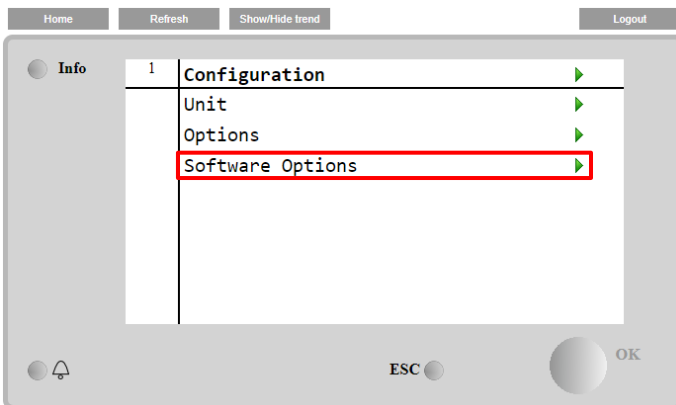 Home Refresh Show/Hide trend Logout
Info
1 Configuration
Unit
Options
Software Options
ESC
OK